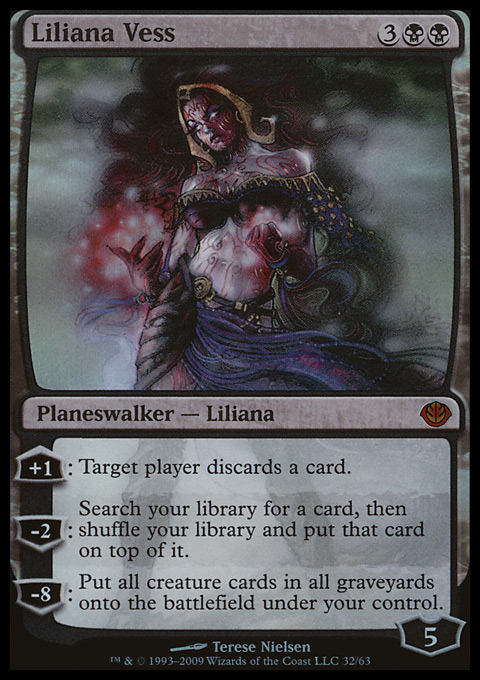 Liliana Vess 3
Planeswalker — Liliana
+1 : Target player discards a card.
Search your library for a card, then
-2 : shuffle your library and put that card
on top of it.
-8 : Put all creature cards in all graveyards
onto the battlefield under your control.
5
Terese Nielsen
™ & © 1993–2009 Wizards of the Coast LLC 32/63